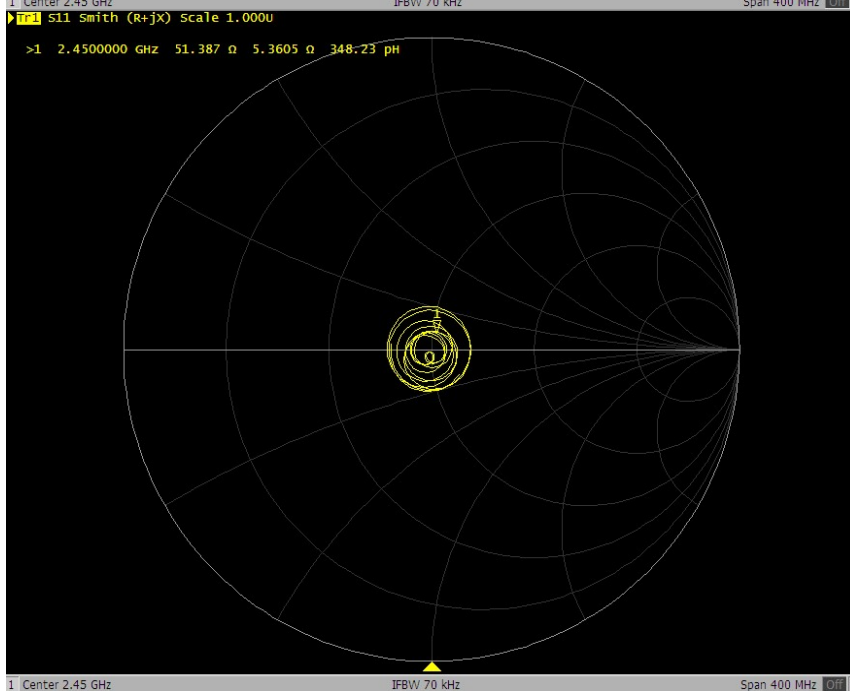 1 Center 2.45 GHz IFBW 70 kHz Span 400 MHz Off
Tr1 S11 Smith (R+jX) Scale 1.000U
>1 2.4500000 GHz 51.387 Ω 5.3605 Ω 348.23 pH
1
1 Center 2.45 GHz IFBW 70 kHz Span 400 MHz Off